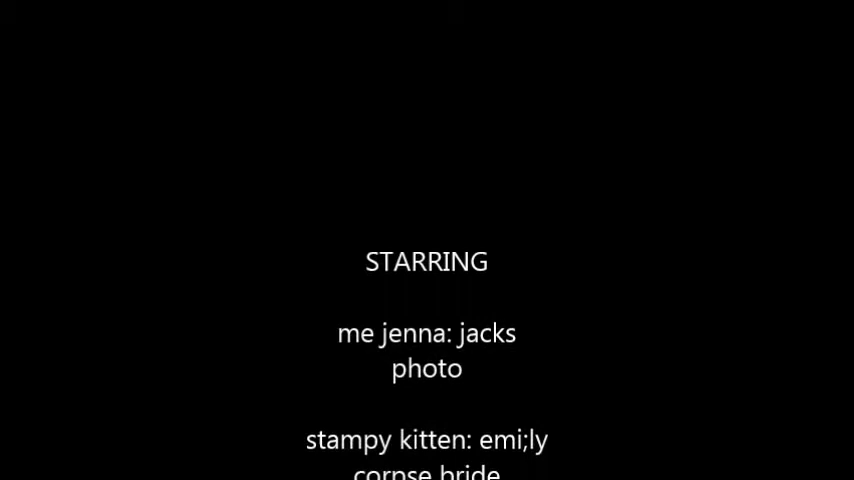 STARRING
me jenna: jacks
photo
stampy kitten: emi;ly
corpse bride